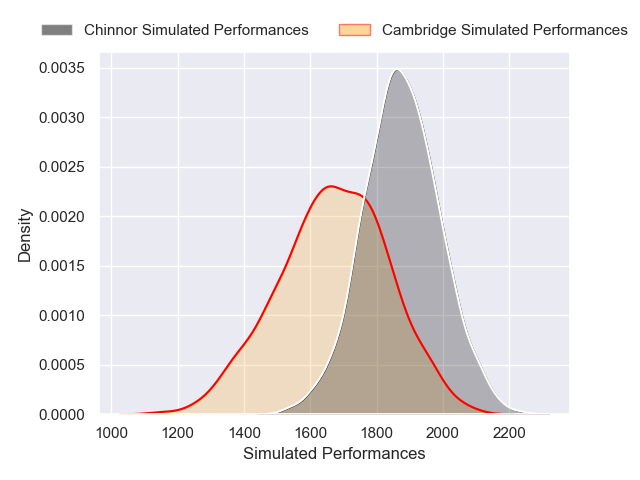 Chinnor Simulated Performances Cambridge Simulated Performances
0.0035
0.0030
0.0025
0.0020
0.0015
0.0010
0.0005
0.0000
Density
1000 1200 1400 1600 1800 2000 2200
Simulated Performances